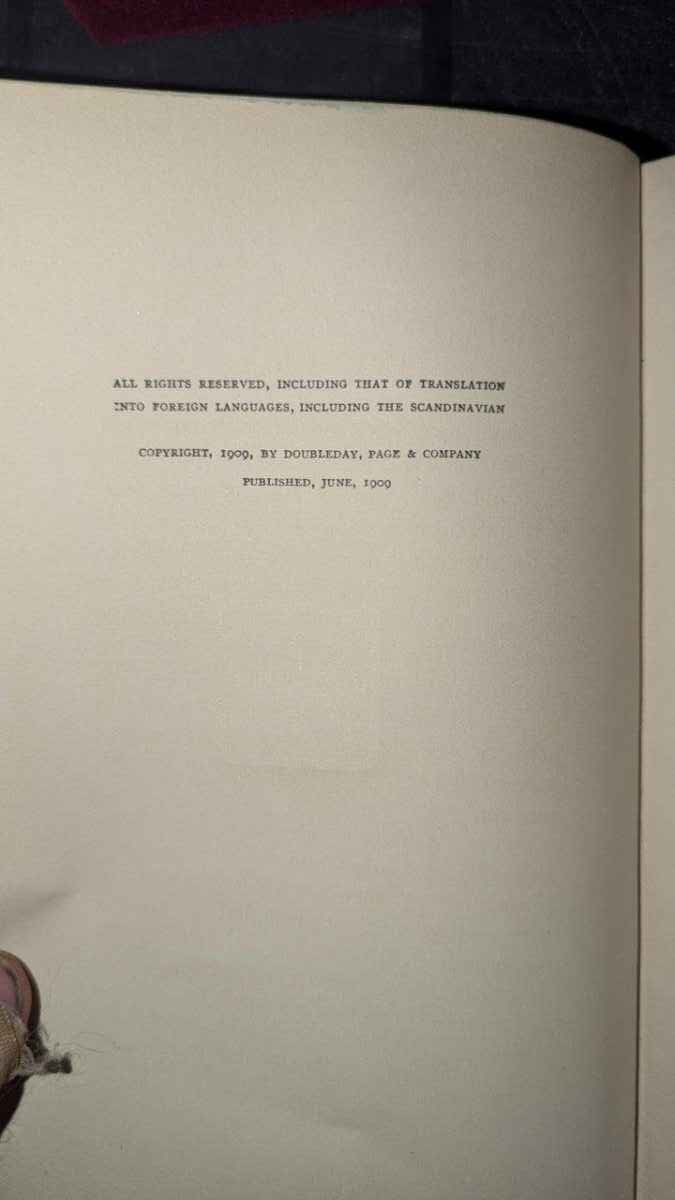 ALL RIGHTS RESERVED, INCLUDING THAT OF TRANSLATION
INTO FOREIGN LANGUAGES, INCLUDING THE SCANDINAVIAN
COPYRIGHT, 1909, BY DOUBLEDAY, PAGE & COMPANY
PUBLISHED, JUNE, 1909